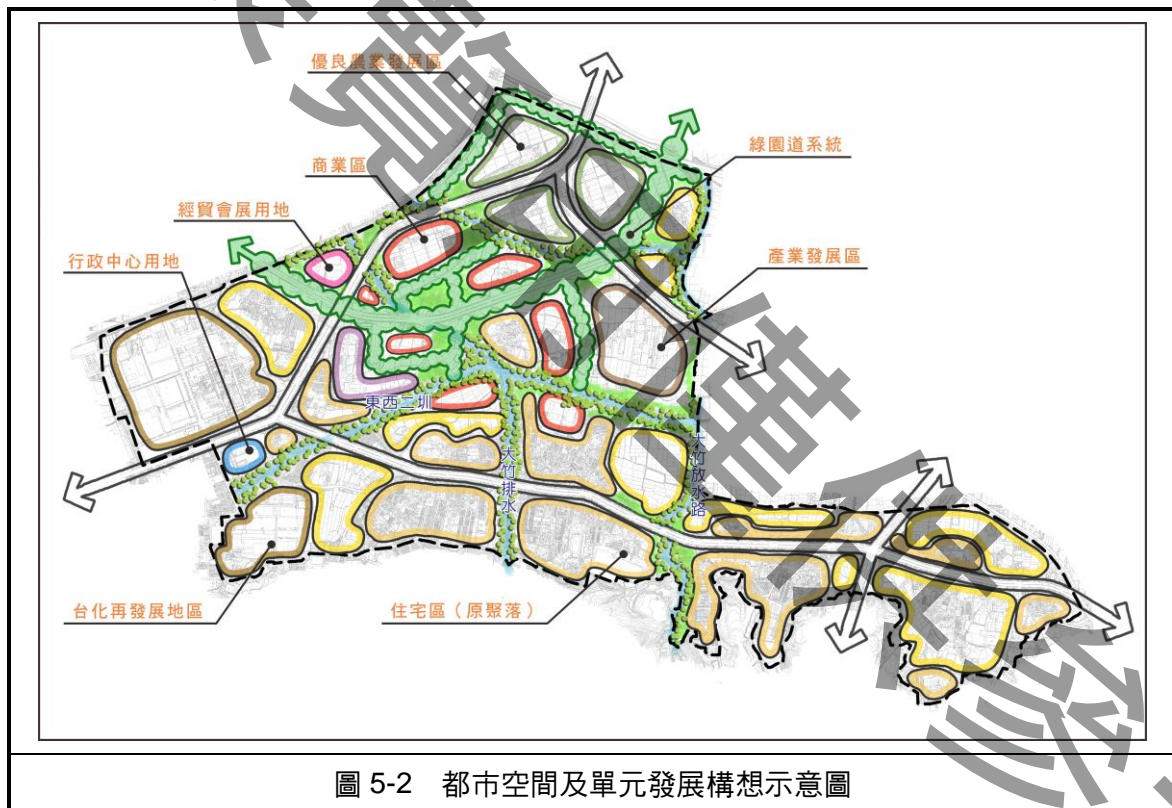 優良農業發展區
綠園道系統
商業區
經貿會展用地
行政中心用地
產業發展區
東西二圳
大竹排水
大竹放水路
台化再發展地區
住宅區（原聚落）
圖 5-2 都市空間及單元發展構想示意圖